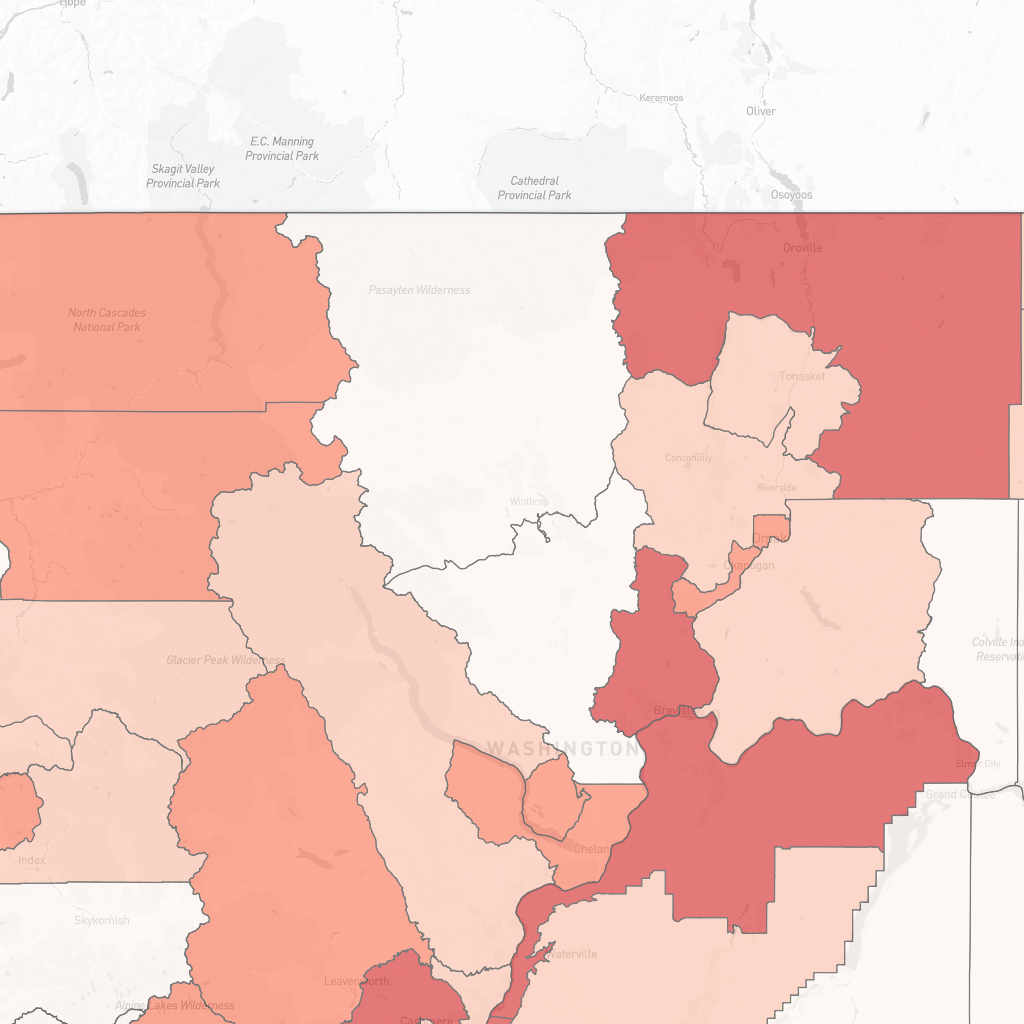 Hope
Keremeos
Oliver
E.C. Manning
Provincial Park
Skagit Valley
Provincial Park
Cathedral
Provincial Park
Osoyoos
Oroville
Pasayten Wilderness
North Cascades
National Park
Tonasket
Conconully
Riverside
Winthrop
Omak
Okanogan
Colville Ind
Reservati
Glacier Peak Wilderness
Brewster
WASHINGTON
Elmer City
Grand Coulee
Chelan
Index
Skykomish
Waterville
Leavenworth
Alpine Lakes Wilderness
Cashmere